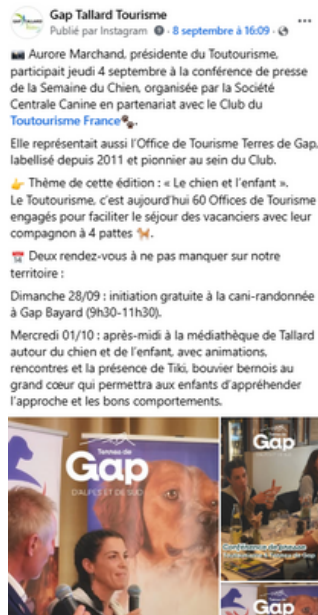 Gap Tallard Tourisme
Publié par Instagram · 8 septembre à 16:09 ·
📷 Aurore Marchand, présidente du Toutourisme,
participait jeudi 4 septembre à la conférence de presse
de la Semaine du Chien, organisée par la Société
Centrale Canine en partenariat avec le Club du
Toutourisme France🐾.
Elle représentait aussi l'Office de Tourisme Terres de Gap,
labellisé depuis 2011 et pionnier au sein du Club.
👉 Thème de cette édition : « Le chien et l'enfant ».
Le Toutourisme, c'est aujourd'hui 60 Offices de Tourisme
engagés pour faciliter le séjour des vacanciers avec leur
compagnon à 4 pattes 🐕.
📅 Deux rendez-vous à ne pas manquer sur notre
territoire :
Dimanche 28/09 : initiation gratuite à la cani-randonnée
à Gap Bayard (9h30-11h30).
Mercredi 01/10 : après-midi à la médiathèque de Tallard
autour du chien et de l'enfant, avec animations,
rencontres et la présence de Tiki, bouvier bernois au
grand cœur qui permettra aux enfants d'appréhender
l'approche et les bons comportements.
Gap
Gap
Conférence de presse
Gap